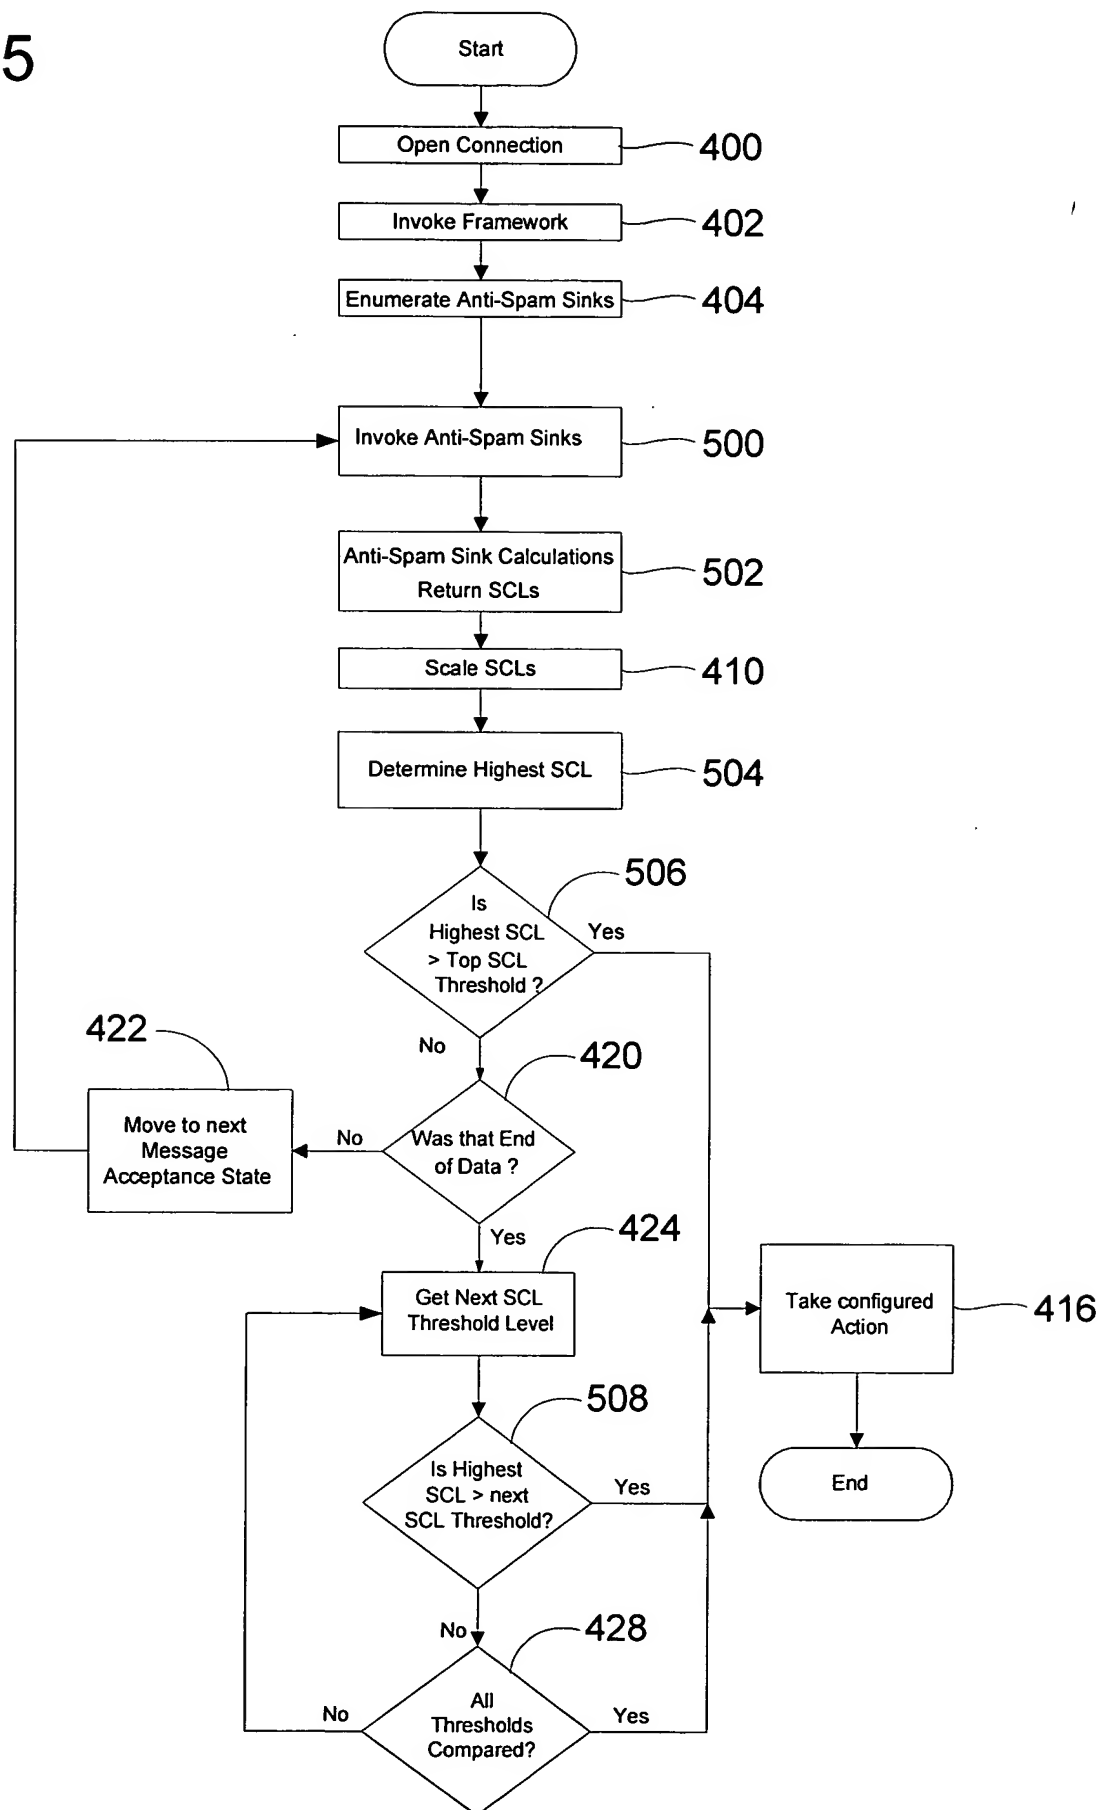 5
Start
Open Connection
400
Invoke Framework
402
Enumerate Anti-Spam Sinks
404
Invoke Anti-Spam Sinks
500
Anti-Spam Sink Calculations
Return SCLs
502
Scale SCLs
410
Determine Highest SCL
504
506
Is
Highest SCL
> Top SCL
Threshold ?
Yes
No
422
420
Move to next
Message
Acceptance State
No
Was that End
of Data ?
Yes
424
Get Next SCL
Threshold Level
Take configured
Action
416
508
Is Highest
SCL > next
SCL Threshold?
Yes
End
No
428
All
Thresholds
Compared?
No
Yes